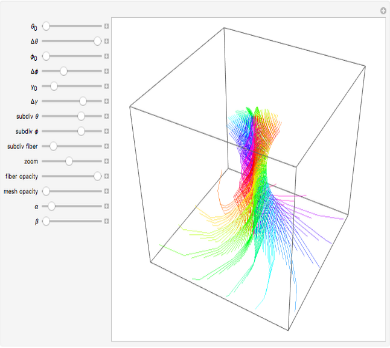 θ0
Δθ
ϕ0
Δϕ
γ0
Δγ
subdiv θ
subdiv ϕ
subdiv fiber
zoom
fiber opacity
mesh opacity
α
β